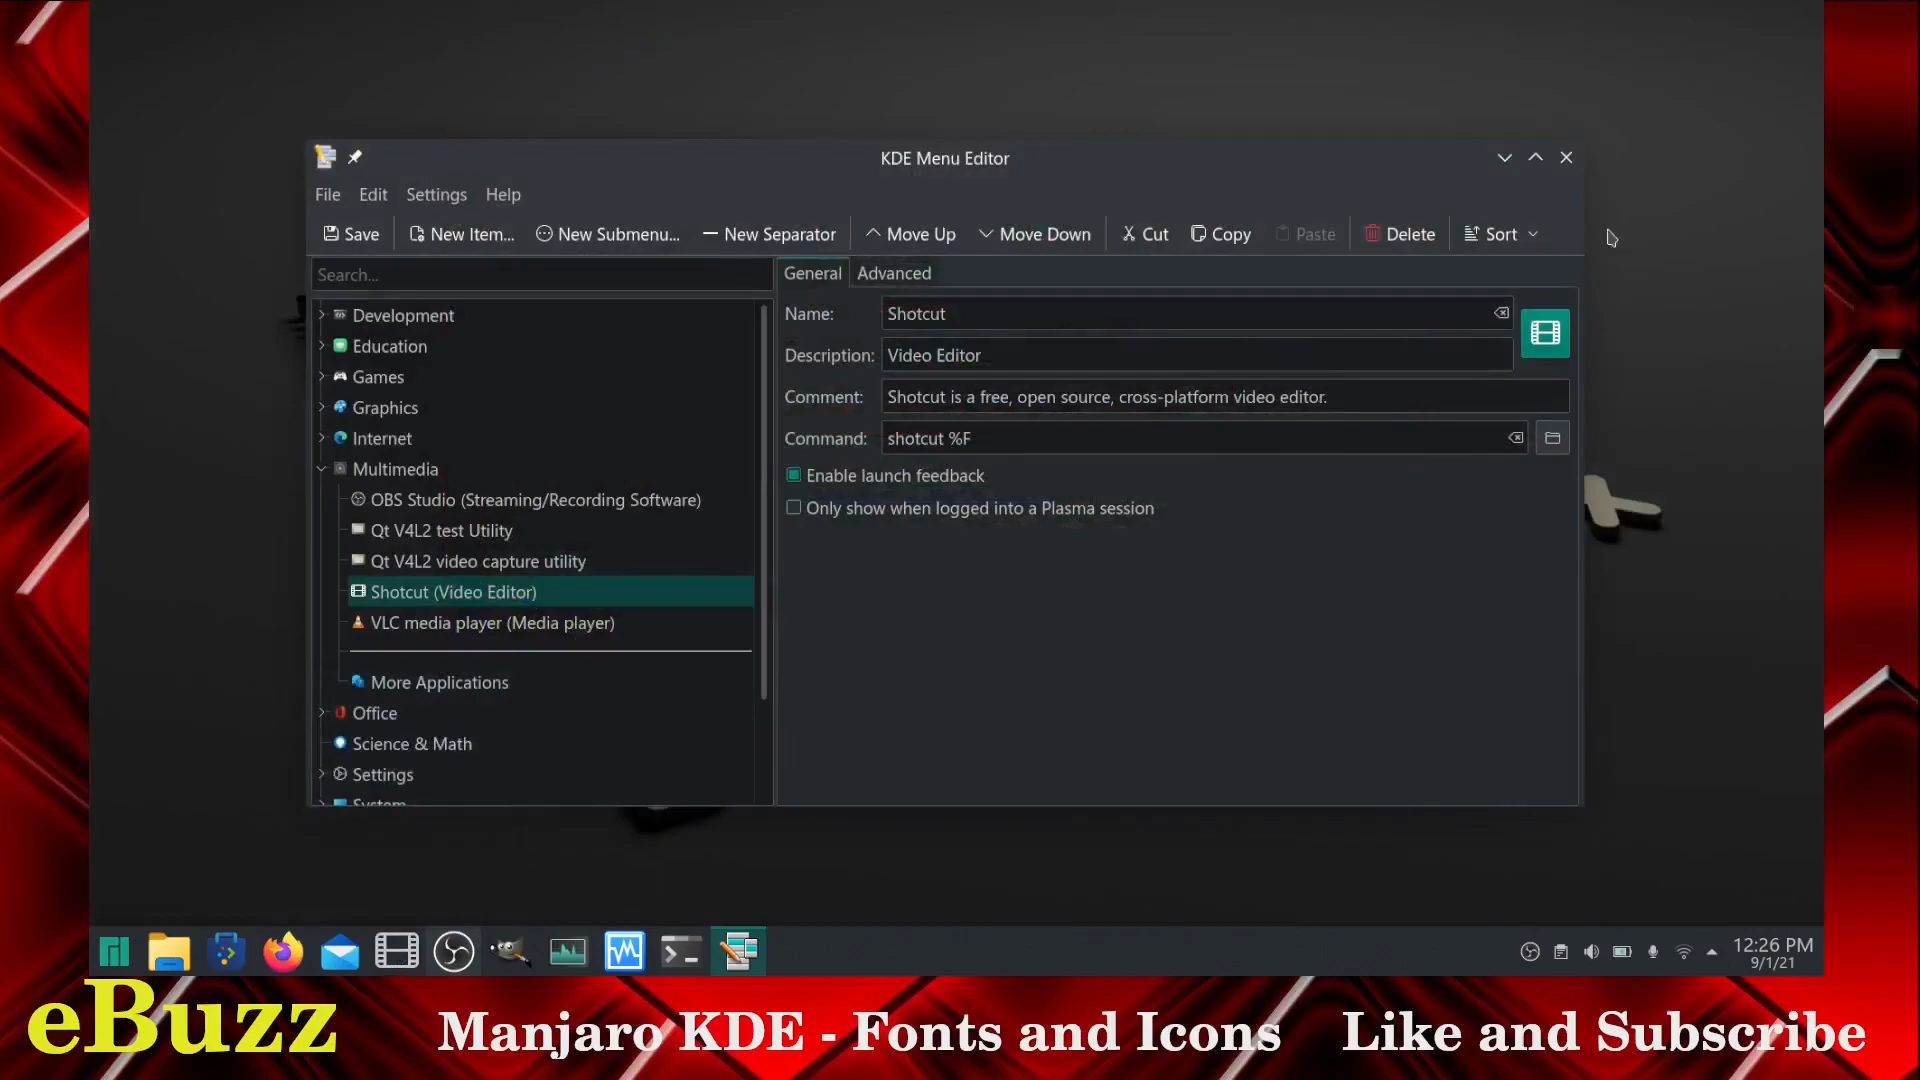 KDE Menu Editor
File Edit Settings Help
Save New Item... New Submenu... New Separator Move Up Move Down Cut Copy Paste Delete Sort
Search...
General Advanced
Development
Education
Games
Graphics
Internet
Multimedia
OBS Studio (Streaming/Recording Software)
Qt V4L2 test Utility
Qt V4L2 video capture utility
Shotcut (Video Editor)
VLC media player (Media player)
More Applications
Office
Science & Math
Settings
System
Name: Shotcut
Description: Video Editor
Comment: Shotcut is a free, open source, cross-platform video editor.
Command: shotcut %F
Enable launch feedback
Only show when logged into a Plasma session
12:26 PM
9/1/21
eBuzz Manjaro KDE - Fonts and Icons Like and Subscribe